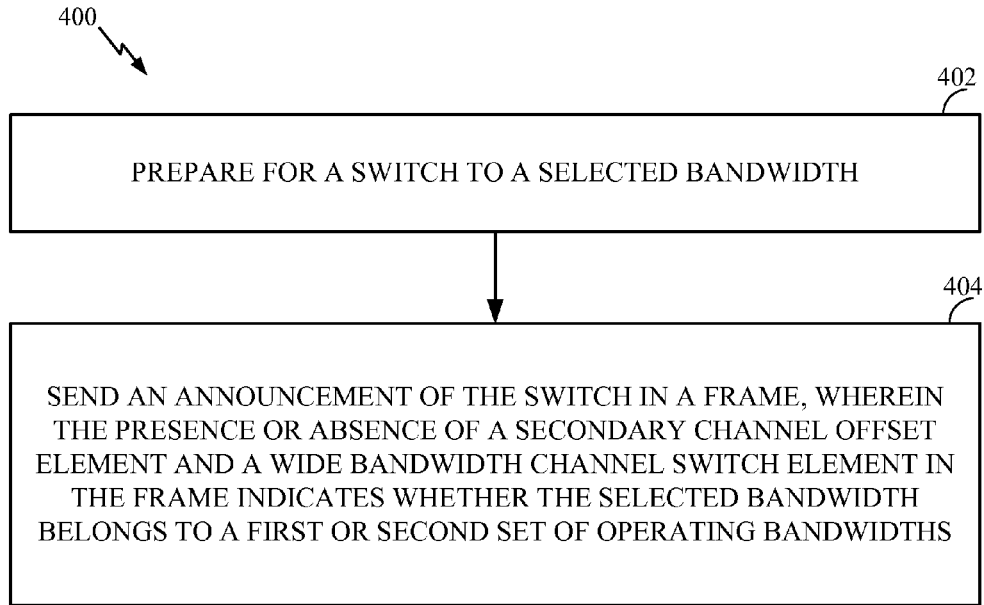 400
402
PREPARE FOR A SWITCH TO A SELECTED BANDWIDTH
404
SEND AN ANNOUNCEMENT OF THE SWITCH IN A FRAME, WHEREIN
THE PRESENCE OR ABSENCE OF A SECONDARY CHANNEL OFFSET
ELEMENT AND A WIDE BANDWIDTH CHANNEL SWITCH ELEMENT IN
THE FRAME INDICATES WHETHER THE SELECTED BANDWIDTH
BELONGS TO A FIRST OR SECOND SET OF OPERATING BANDWIDTHS